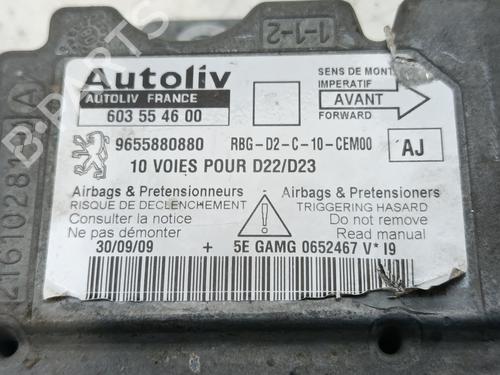 1-1-2
Autoliv
AUTOLIV FRANCE
603 55 46 00
SENS DE MONT
IMPERATIF
AVANT
FORWARD
9655880880 RBG-D2-C-10-CEM00
AJ
10 VOIES POUR D22/D23
Airbags & Pretensionneurs
RISQUE DE DECLENCHEMENT
Consulter la notice
Ne pas démonter
Airbags & Pretensioners
TRIGGERING HASARD
Do not remove
Read manual
30/09/09 + 5E GAMG 0652467 V* I9
B-PARTS